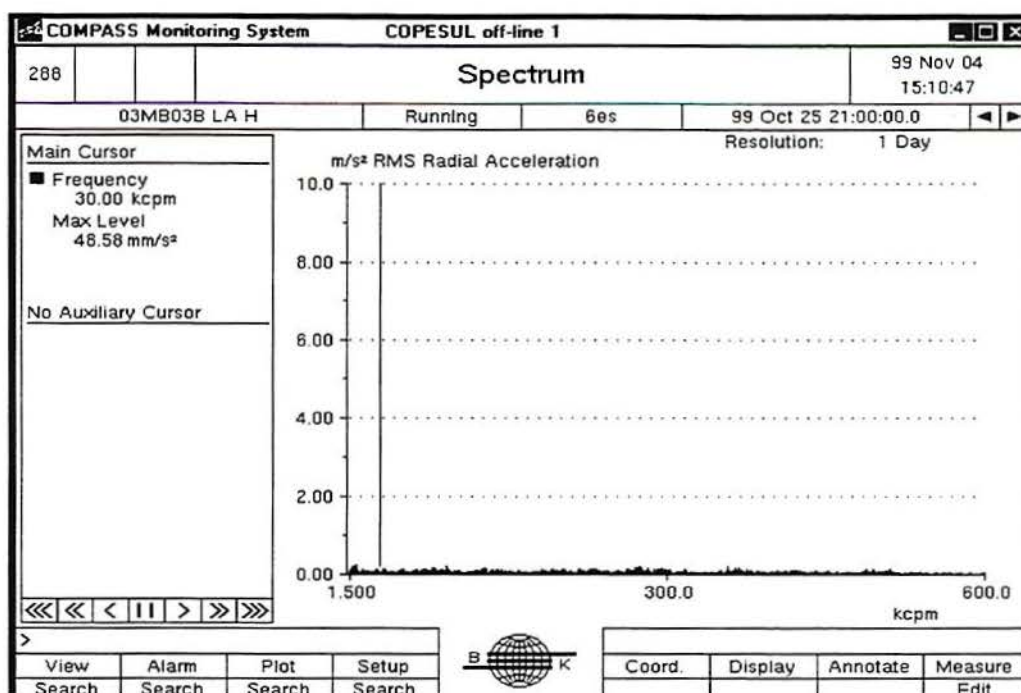 COMPASS Monitoring System COPESUL off-line 1
288 Spectrum 99 Nov 04
15:10:47
03MB03B LA H Running 6es 99 Oct 25 21:00:00.0
Resolution: 1 Day
Main Cursor
Frequency
30.00 kcpm
Max Level
48.58 mm/s²
No Auxiliary Cursor
m/s² RMS Radial Acceleration
10.0
8.00
6.00
4.00
2.00
0.00
1.500 300.0 600.0
kcpm
>
View Alarm Plot Setup B K Coord. Display Annotate Measure
Search Search Search Search Edit